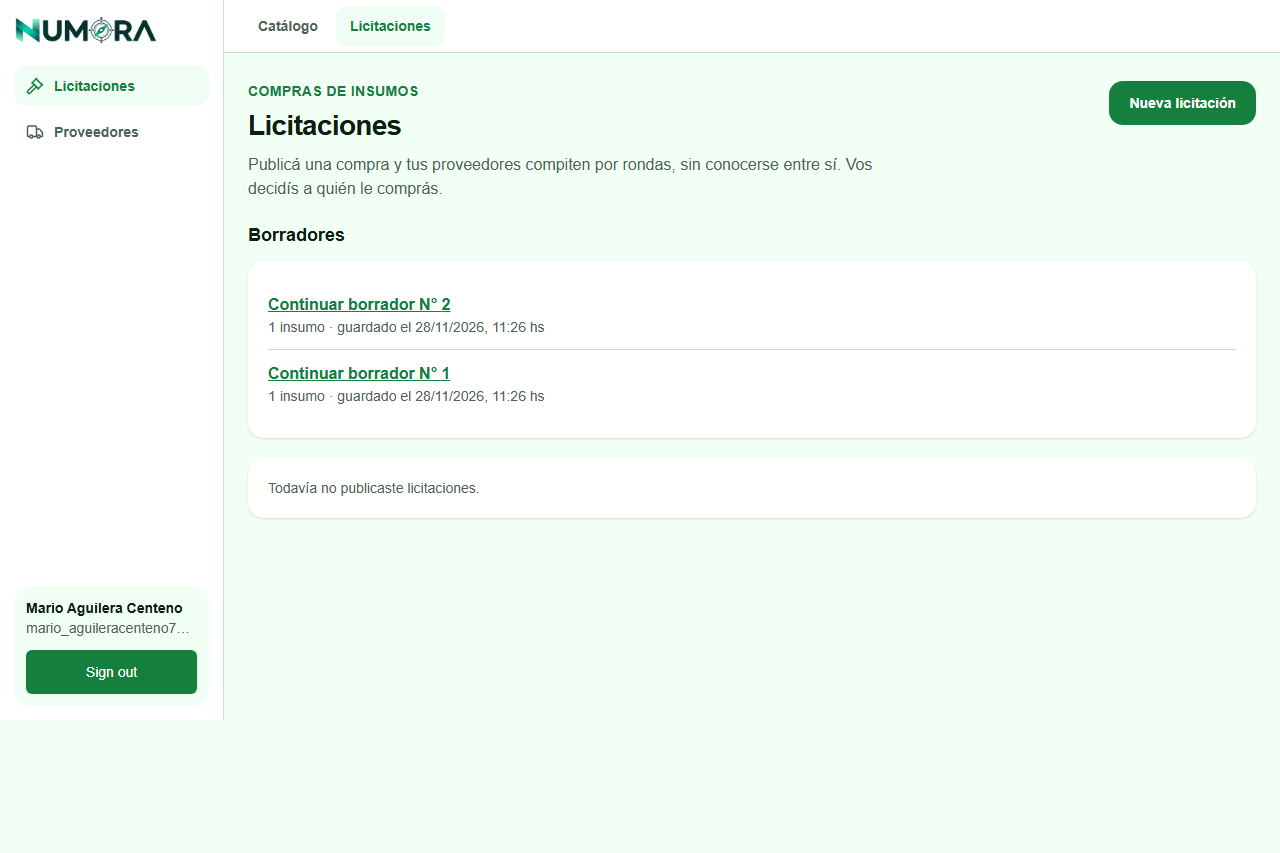 NUMORA
Licitaciones
Proveedores
Catálogo
Licitaciones
COMPRAS DE INSUMOS
Licitaciones
Publicá una compra y tus proveedores compiten por rondas, sin conocerse entre sí. Vos
decidís a quién le comprás.
Nueva licitación
Borradores
Continuar borrador N° 2
1 insumo · guardado el 28/11/2026, 11:26 hs
Continuar borrador N° 1
1 insumo · guardado el 28/11/2026, 11:26 hs
Todavía no publicaste licitaciones.
Mario Aguilera Centeno
mario_aguileracenteno7…
Sign out